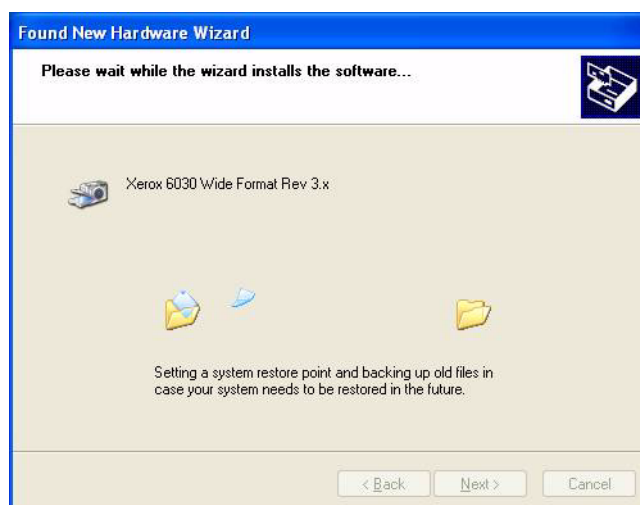 Found New Hardware Wizard
Please wait while the wizard installs the software...
Xerox 6030 Wide Format Rev 3.x
Setting a system restore point and backing up old files in
case your system needs to be restored in the future.
< Back
Next >
Cancel